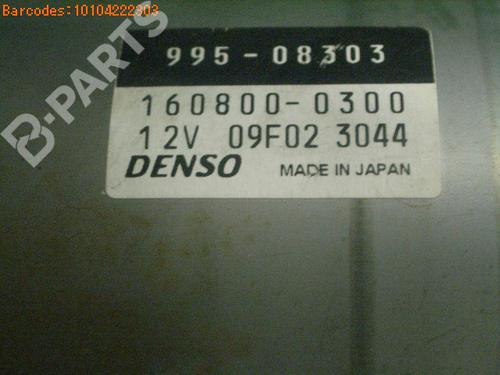 Barcodes:10104222303
B-PARTS
995-08303
160800-0300
12V 09F02 3044
DENSO MADE IN JAPAN